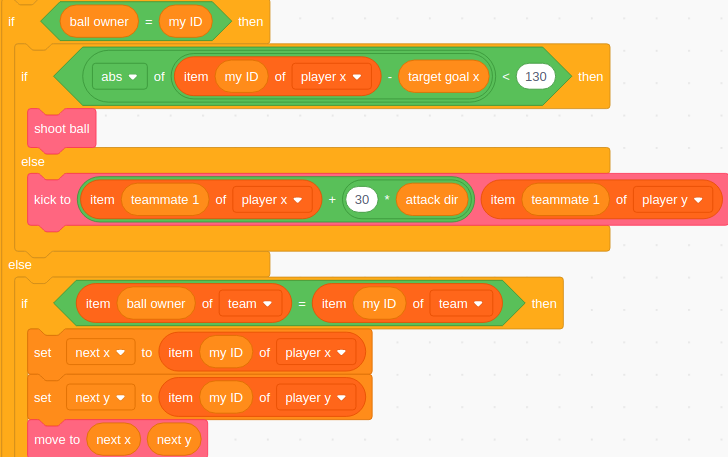 if ball owner = my ID then
if abs of item my ID of player x - target goal x < 130 then
shoot ball
else
kick to item teammate 1 of player x + 30 * attack dir item teammate 1 of player y
else
if item ball owner of team = item my ID of team then
set next x to item my ID of player x
set next y to item my ID of player y
move to next x next y